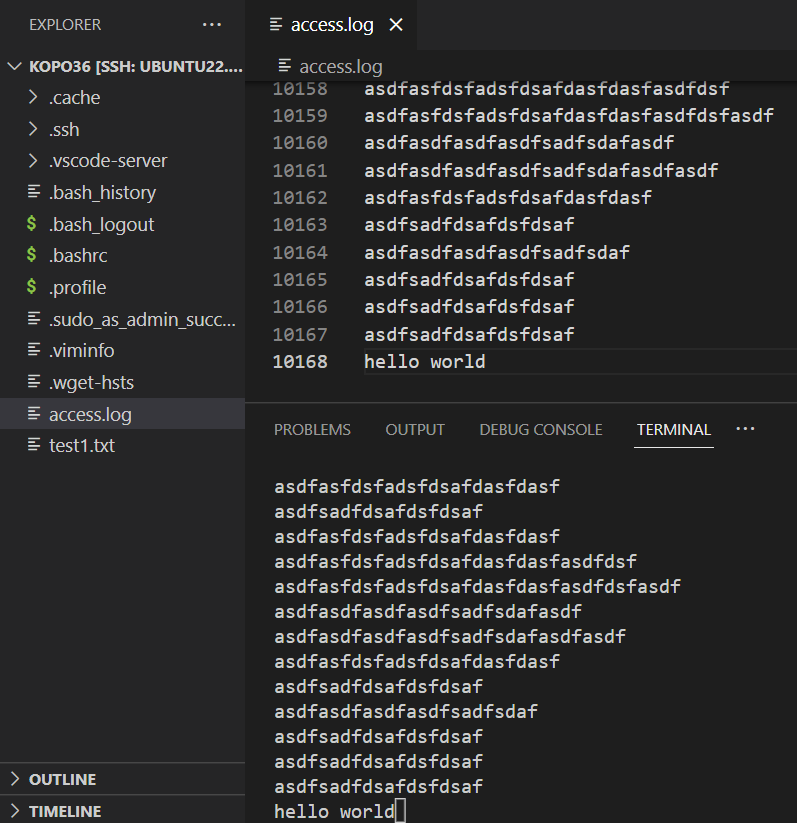 EXPLORER
KOPO36 [SSH: UBUNTU22....
.cache
.ssh
.vscode-server
.bash_history
$ .bash_logout
$ .bashrc
$ .profile
.sudo_as_admin_succ...
.viminfo
.wget-hsts
access.log
test1.txt
OUTLINE
TIMELINE
access.log
access.log
10158 asdfasfdsfadsfdsafdasfdasfasdfdsf
10159 asdfasfdsfadsfdsafdasfdasfasdfdsfasdf
10160 asdfasdfasdfasdfsadfsdafasdf
10161 asdfasdfasdfasdfsadfsdafasdfasdf
10162 asdfasfdsfadsfdsafdasfdasf
10163 asdfsadfdsafdsfdsaf
10164 asdfasdfasdfasdfsadfsdaf
10165 asdfsadfdsafdsfdsaf
10166 asdfsadfdsafdsfdsaf
10167 asdfsadfdsafdsfdsaf
10168 hello world
PROBLEMS OUTPUT DEBUG CONSOLE TERMINAL ...
asdfasfdsfadsfdsafdasfdasf
asdfsadfdsafdsfdsaf
asdfasfdsfadsfdsafdasfdasf
asdfasfdsfadsfdsafdasfdasfasdfdsf
asdfasfdsfadsfdsafdasfdasfasdfdsfasdf
asdfasdfasdfasdfsadfsdafasdf
asdfasdfasdfasdfsadfsdafasdfasdf
asdfasfdsfadsfdsafdasfdasf
asdfsadfdsafdsfdsaf
asdfasdfasdfasdfsadfsdaf
asdfsadfdsafdsfdsaf
asdfsadfdsafdsfdsaf
asdfsadfdsafdsfdsaf
hello world